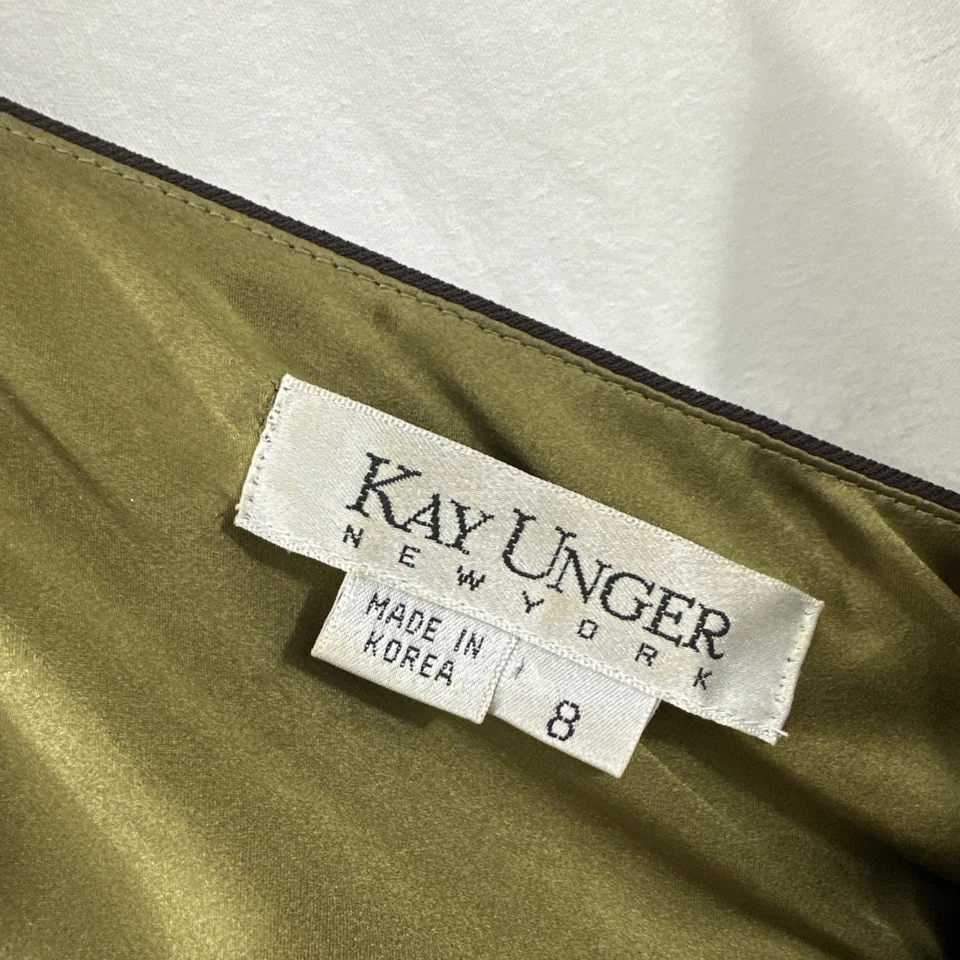 KAY UNGER
NEW YORK
MADE IN
KOREA
8